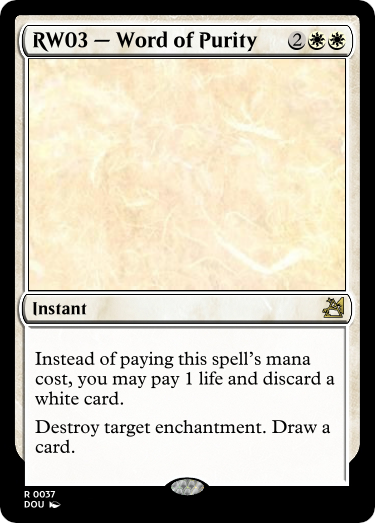 RW03 — Word of Purity 2
Instant
Instead of paying this spell's mana
cost, you may pay 1 life and discard a
white card.
Destroy target enchantment. Draw a
card.
R 0037
DOU